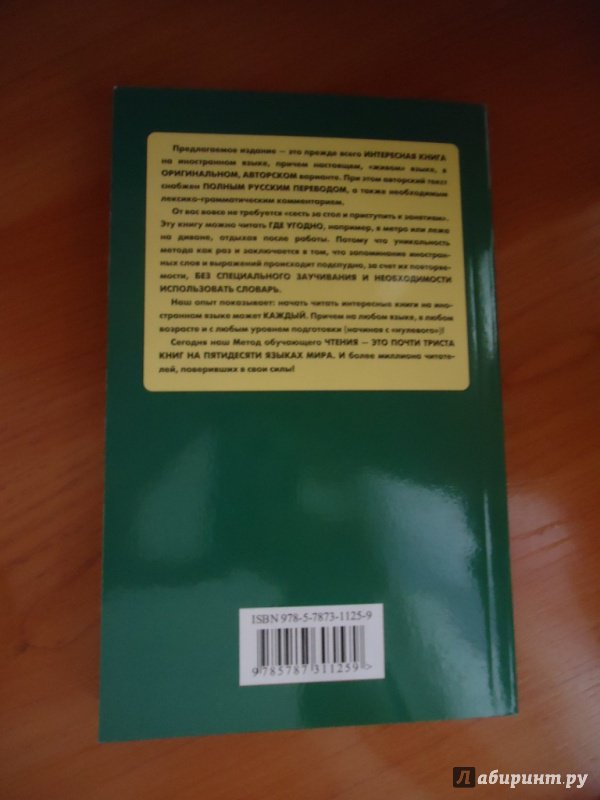 Предлагаемое издание — это прежде всего ИНТЕРЕСНАЯ КНИГА
на иностранном языке, причем настоящем, «живом» языке, в
ОРИГИНАЛЬНОМ, АВТОРСКОМ варианте. При этом авторский текст
снабжен ПОЛНЫМ РУССКИМ ПЕРЕВОДОМ, а также необходимым
лексико-грамматическим комментарием.
От вас вовсе не требуется «сесть за стол и приступить к занятиям».
Эту книгу можно читать ГДЕ УГОДНО, например, в метро или лежа
на диване, отдыхая после работы. Потому что уникальность
метода как раз и заключается в том, что запоминание иностран-
ных слов и выражений происходит подспудно, за счет их повторяе-
мости, БЕЗ СПЕЦИАЛЬНОГО ЗАУЧИВАНИЯ И НЕОБХОДИМОСТИ
ИСПОЛЬЗОВАТЬ СЛОВАРЬ.
Наш опыт показывает: начать читать интересные книги на ино-
странном языке может КАЖДЫЙ. Причем на любом языке, в любом
возрасте и с любым уровнем подготовки (начиная с «нулевого»)!
Сегодня наш Метод обучающего ЧТЕНИЯ — ЭТО ПОЧТИ ТРИСТА
КНИГ НА ПЯТИДЕСЯТИ ЯЗЫКАХ МИРА. И более миллиона читате-
лей, поверивших в свои силы!
ISBN 978-5-7873-1125-9
9 785787 311259 >
Лабиринт.ру